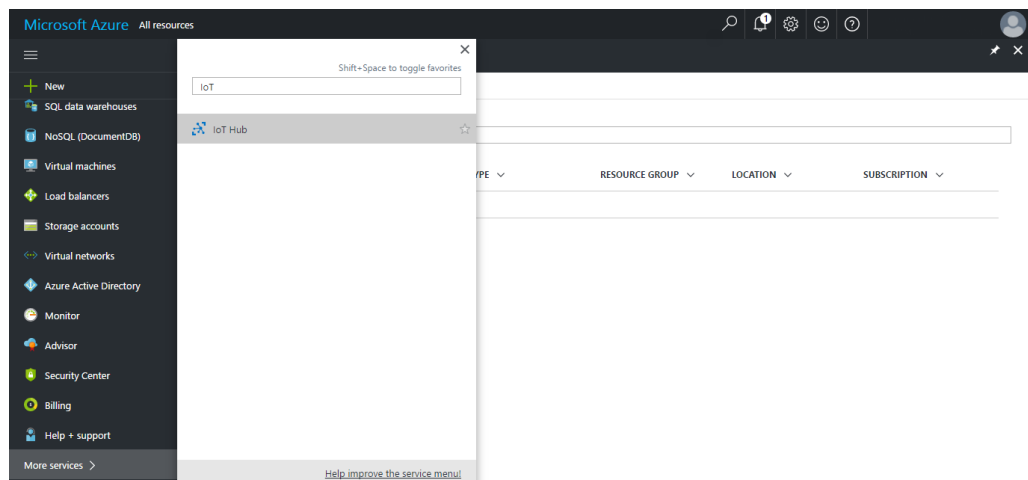 Microsoft Azure All resources
1
Shift+Space to toggle favorites
New
IoT
SQL data warehouses
NoSQL (DocumentDB)
IoT Hub
Virtual machines
YPE
RESOURCE GROUP
LOCATION
SUBSCRIPTION
Load balancers
Storage accounts
Virtual networks
Azure Active Directory
Monitor
Advisor
Security Center
Billing
Help + support
More services
Help improve the service menu!